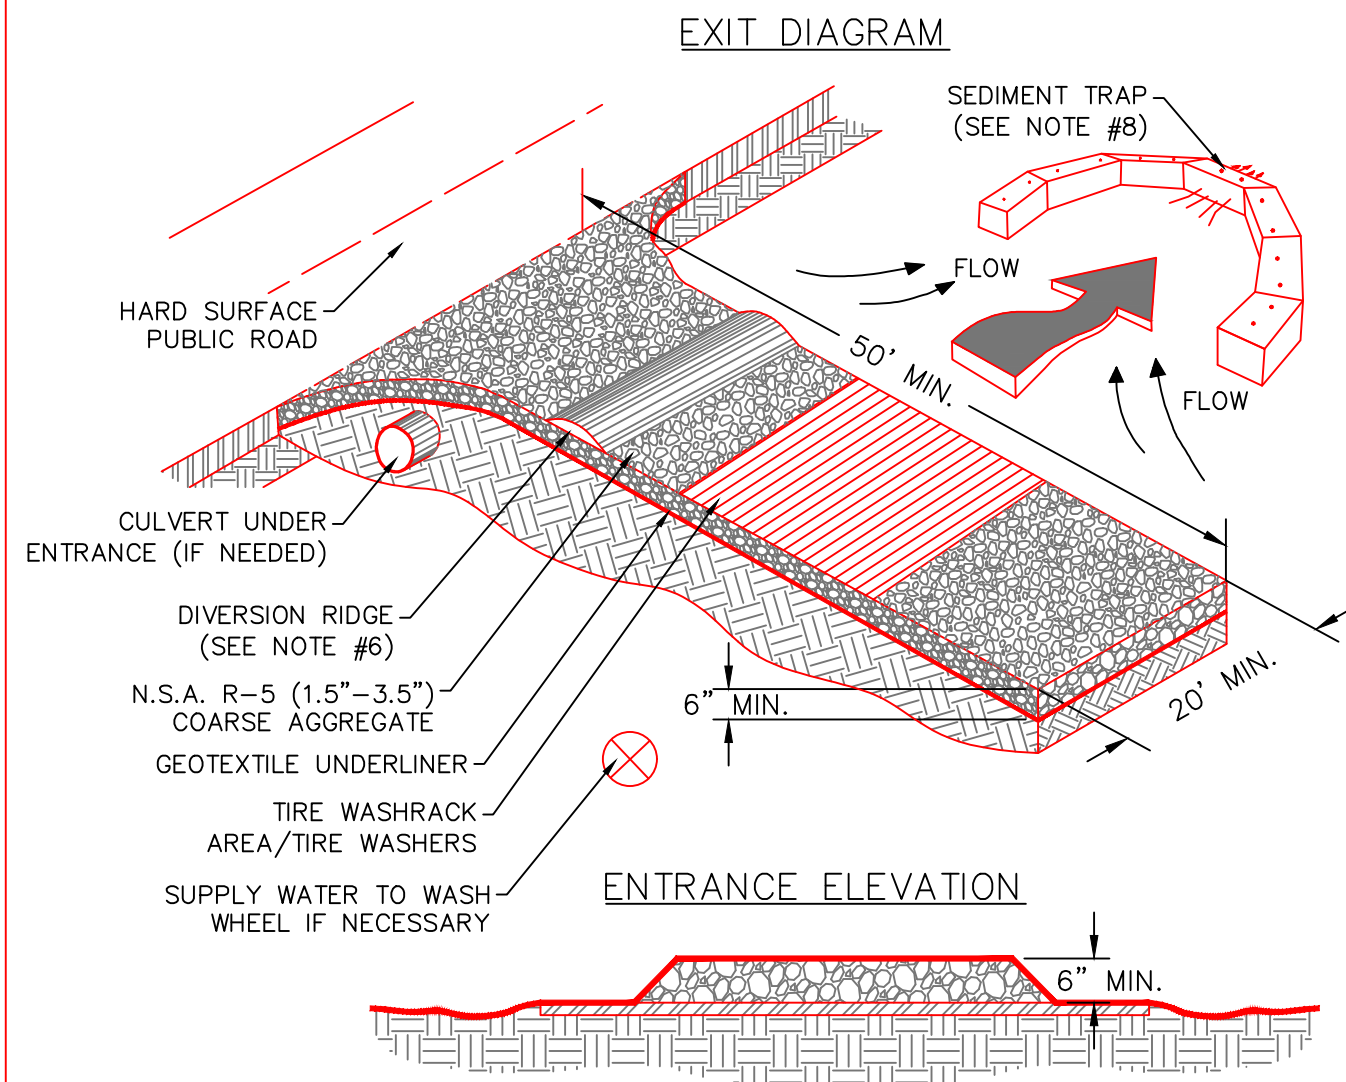 EXIT DIAGRAM
SEDIMENT TRAP
(SEE NOTE #8)
FLOW
HARD SURFACE
PUBLIC ROAD
50' MIN.
FLOW
CULVERT UNDER
ENTRANCE (IF NEEDED)
DIVERSION RIDGE
(SEE NOTE #6)
N.S.A. R-5 (1.5"-3.5")
COARSE AGGREGATE
6" MIN.
20' MIN.
GEOTEXTILE UNDERLINER
TIRE WASHRACK
AREA/TIRE WASHERS
SUPPLY WATER TO WASH
WHEEL IF NECESSARY
ENTRANCE ELEVATION
6" MIN.